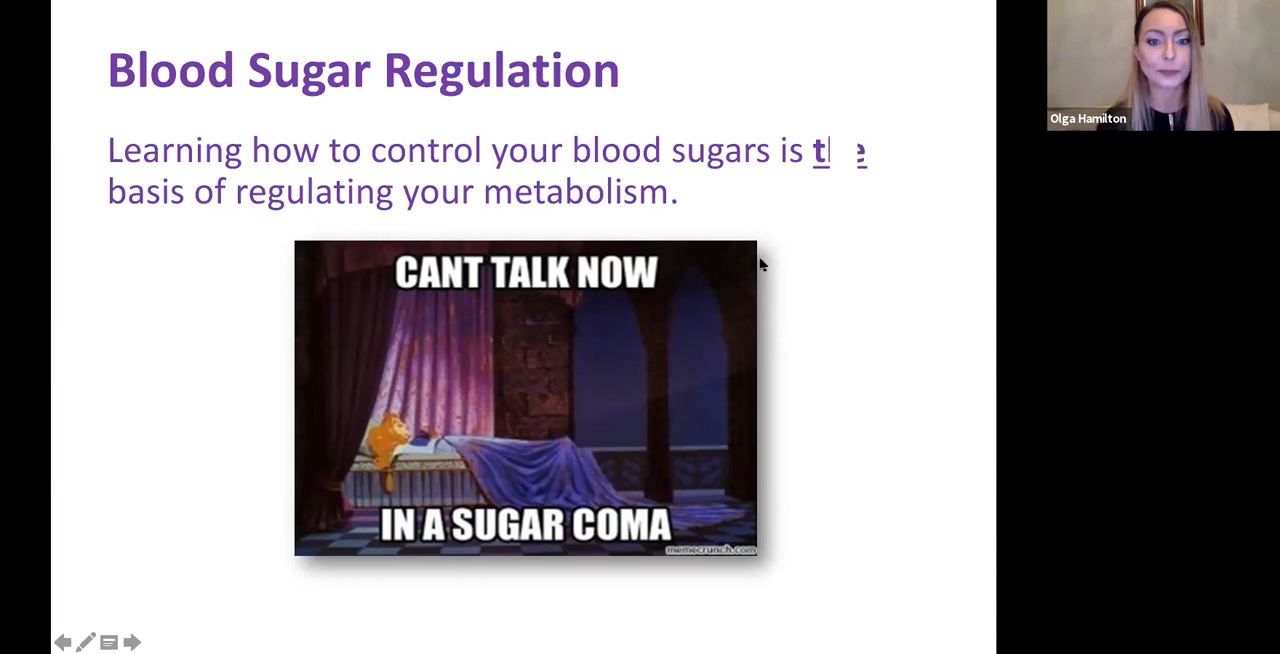 Blood Sugar Regulation
Olga Hamilton
Learning how to control your blood sugars is
basis of regulating your metabolism.
CANT TALK NOW
IN A SUGAR COMA
memecrunch.com